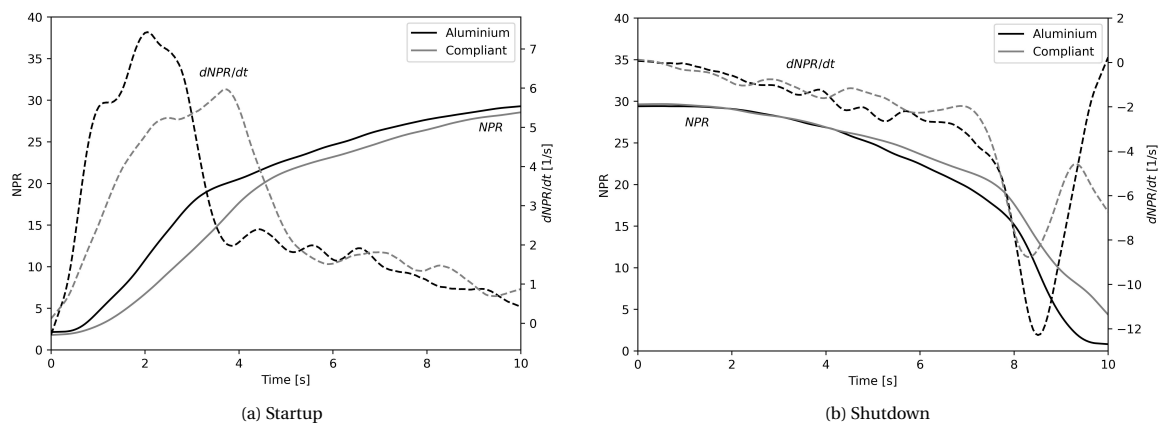 40
35
30
25
20
15
10
5
0
NPR
0 2 4 6 8 10
Time [s]
7
6
5
4
3
2
1
0
dNPR/dt [1/s]
Aluminium
Compliant
dNPR/dt
NPR
(a) Startup
40
35
30
25
20
15
10
5
0
NPR
0 2 4 6 8 10
Time [s]
2
0
−2
−4
−6
−8
−10
−12
dNPR/dt [1/s]
Aluminium
Compliant
dNPR/dt
NPR
(b) Shutdown